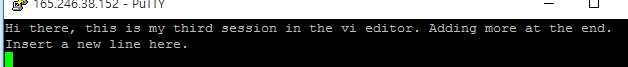 165.246.38.152 - PuTTY
Hi there, this is my third session in the vi editor. Adding more at the end.
Insert a new line here.